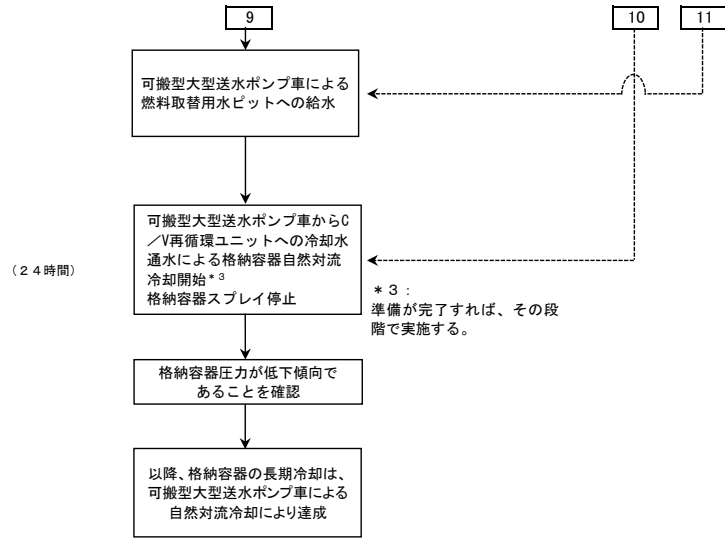 9
10
11
可搬型大型送水ポンプ車による
燃料取替用水ピットへの給水
可搬型大型送水ポンプ車からC
／V再循環ユニットへの冷却水
通水による格納容器自然対流
冷却開始＊３
格納容器スプレイ停止
（２４時間）
＊３：
準備が完了すれば、その段
階で実施する。
格納容器圧力が低下傾向で
あることを確認
以降、格納容器の長期冷却は、
可搬型大型送水ポンプ車による
自然対流冷却により達成